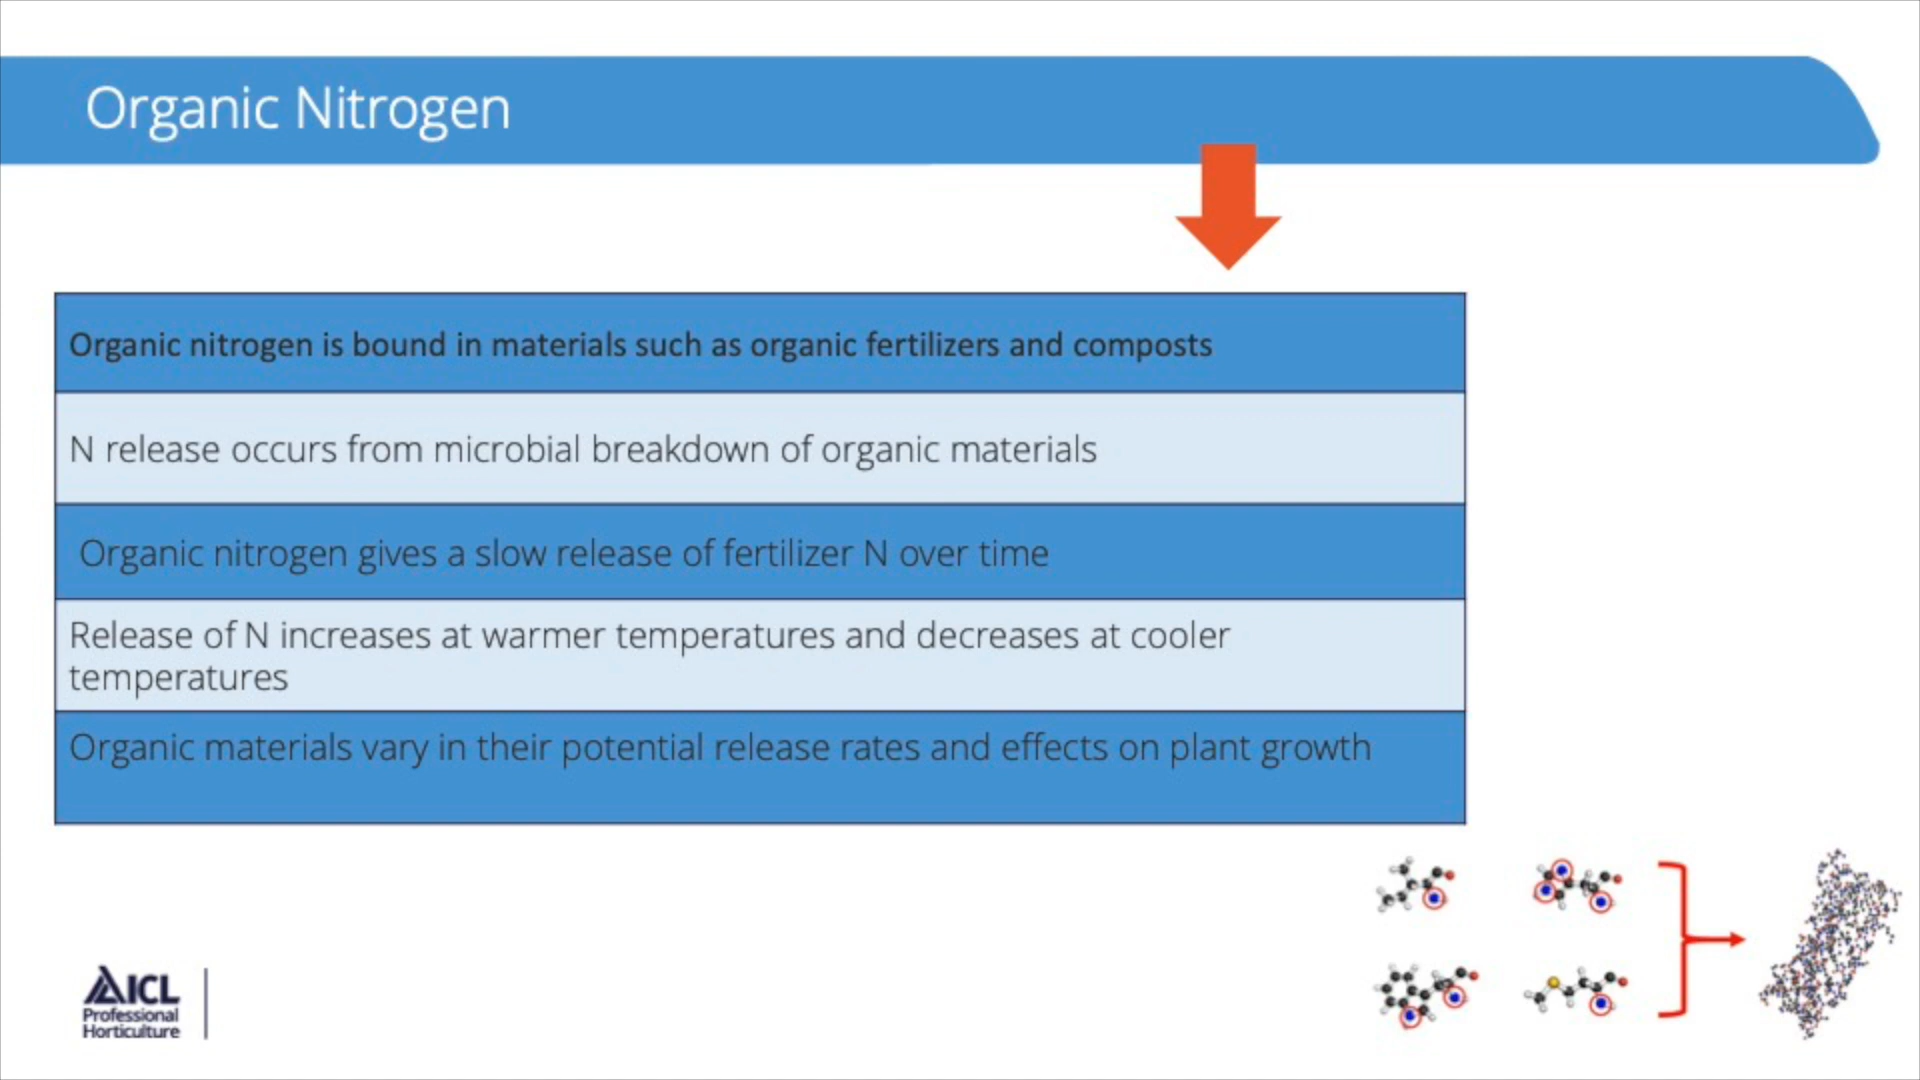 Organic Nitrogen
Organic nitrogen is bound in materials such as organic fertilizers and composts
N release occurs from microbial breakdown of organic materials
Organic nitrogen gives a slow release of fertilizer N over time
Release of N increases at warmer temperatures and decreases at cooler
temperatures
Organic materials vary in their potential release rates and effects on plant growth
ICL
Professional
Horticulture